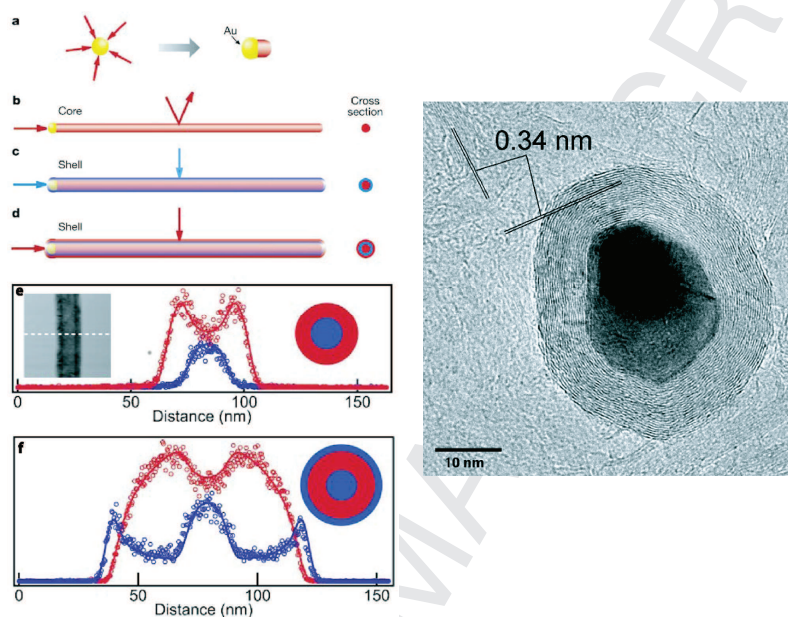 a
Au
b
Core
Cross
section
c
Shell
d
Shell
e
0
50
100
150
Distance (nm)
f
0
50
100
150
Distance (nm)
0.34 nm
10 nm